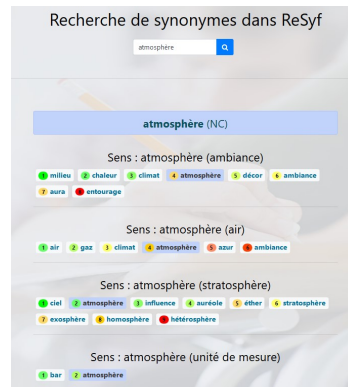 Recherche de synonymes dans ReSyf
atmosphère
atmosphère (NC)
Sens : atmosphère (ambiance)
1 milieu 2 chaleur 3 climat 4 atmosphère 5 décor 6 ambiance
7 aura 8 entourage
Sens : atmosphère (air)
1 air 2 gaz 3 climat 4 atmosphère 5 azur 6 ambiance
Sens : atmosphère (stratosphère)
1 ciel 2 atmosphère 3 influence 4 auréole 5 éther 6 stratosphère
7 exosphère 8 homosphère 9 hétérosphère
Sens : atmosphère (unité de mesure)
1 bar 2 atmosphère